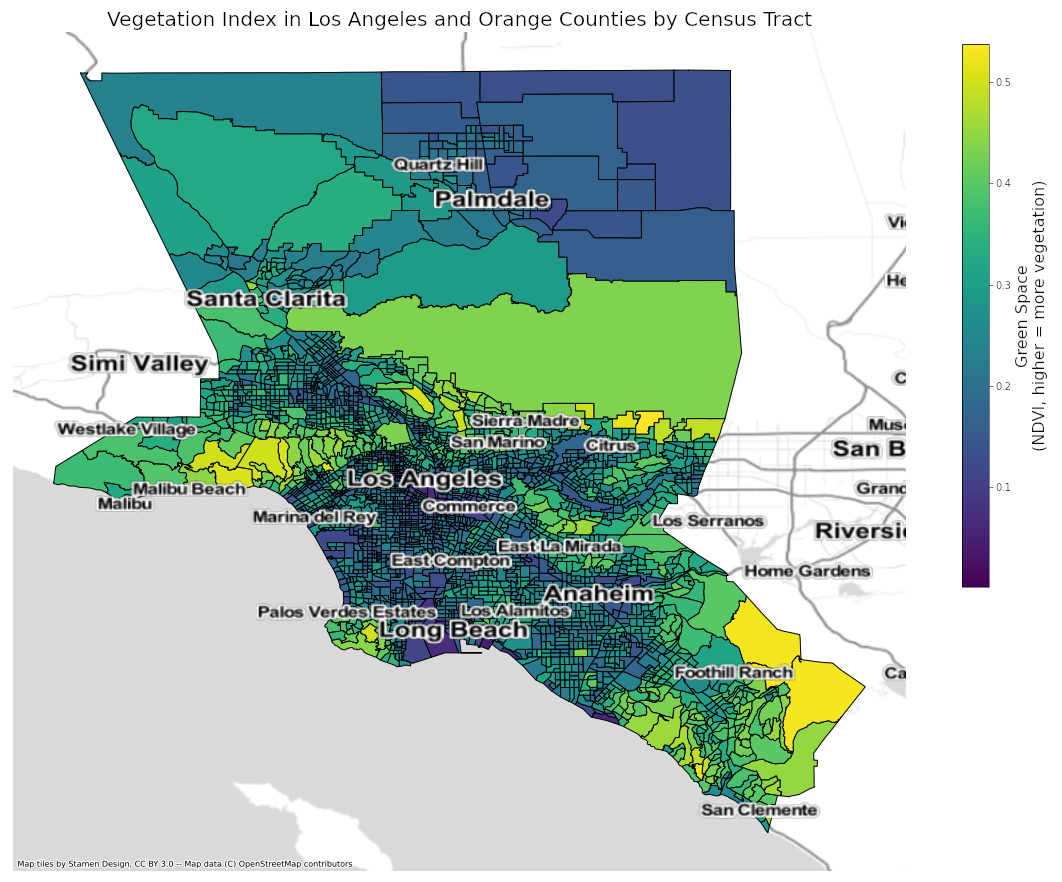 Vegetation Index in Los Angeles and Orange Counties by Census Tract
0.5
0.4
0.3
0.2
0.1
Green Space
(NDVI, higher = more vegetation)
Quartz Hill
Palmdale
Vi
He
Santa Clarita
Simi Valley
C
Westlake Village
Sierra Madre
Mus
San Marino
Citrus
San B
Los Angeles
Malibu Beach
Grand
Malibu
Commerce
Marina del Rey
Los Serranos
Riversi
East La Mirada
East Compton
Home Gardens
Anaheim
Palos Verdes Estates
Los Alamitos
Long Beach
Foothill Ranch
Ca
San Clemente
Map tiles by Stamen Design, CC BY 3.0 -- Map data (C) OpenStreetMap contributors